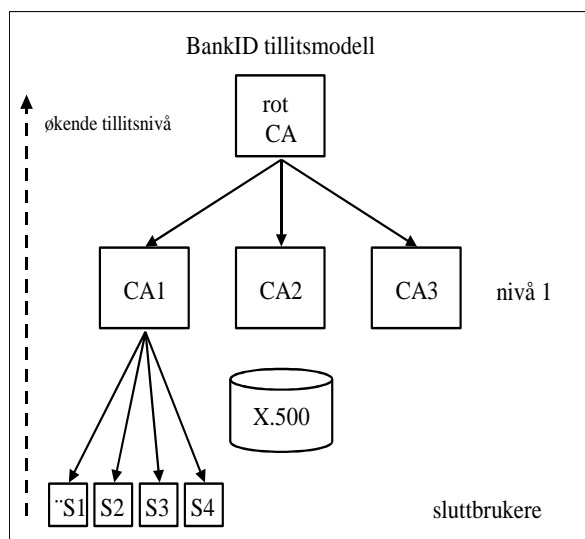 BankID tillitsmodell
økende tillitsnivå
rot
CA
CA1 CA2 CA3 nivå 1
X.500
¨S1 S2 S3 S4 sluttbrukere